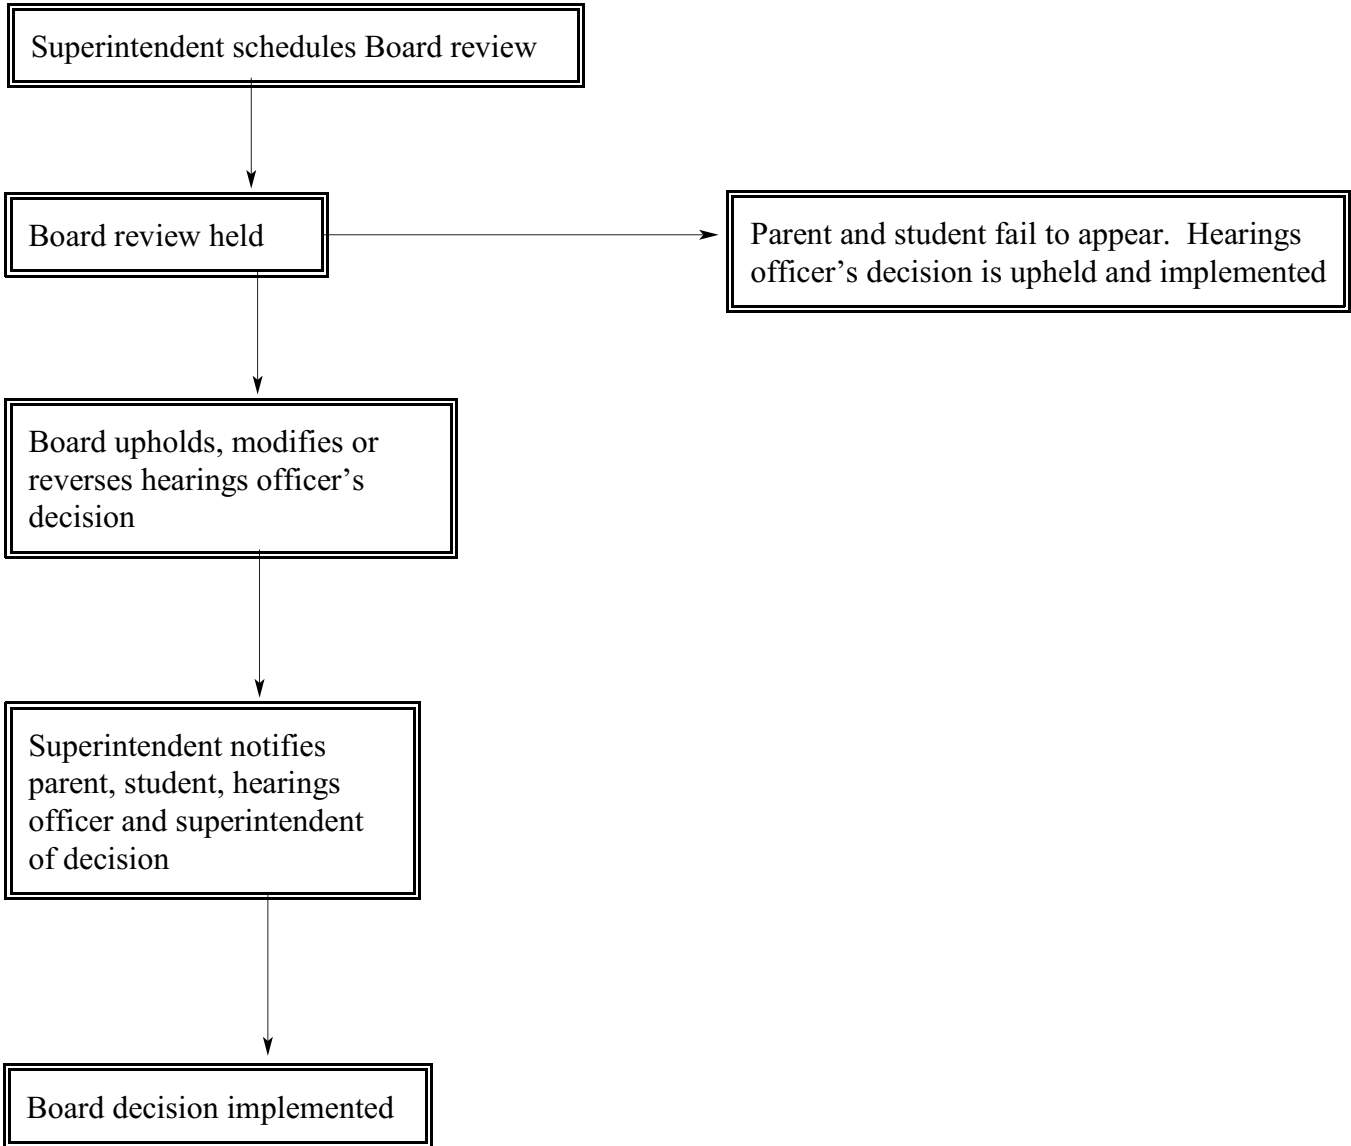 Superintendent schedules Board review
Board review held
Parent and student fail to appear.  Hearings
officer’s decision is upheld and implemented
Board upholds, modifies or
reverses hearings officer’s
decision
Superintendent notifies
parent, student, hearings
officer and superintendent
of decision
Board decision implemented